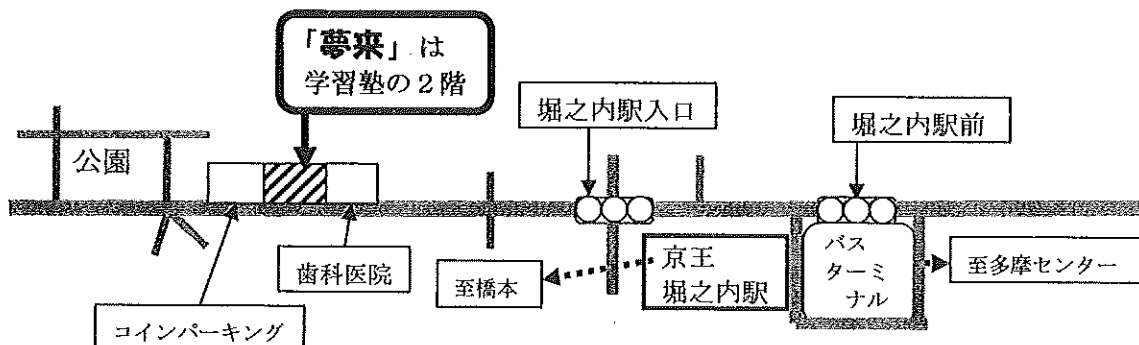 「夢来」は
学習塾の2階
堀之内駅入口
堀之内駅前
公園
歯科医院
コインパーキング
至橋本
京王
堀之内駅
バス
ターミ
ナル
至多摩センター